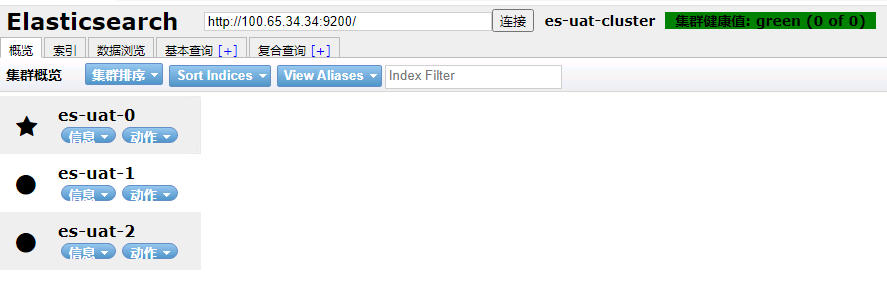 Elasticsearch http://100.65.34.34:9200/ 连接 es-uat-cluster 集群健康值: green (0 of 0)
概览 索引 数据浏览 基本查询 [+] 复合查询 [+]
集群概览 集群排序 Sort Indices View Aliases Index Filter
es-uat-0
信息 动作
es-uat-1
信息 动作
es-uat-2
信息 动作